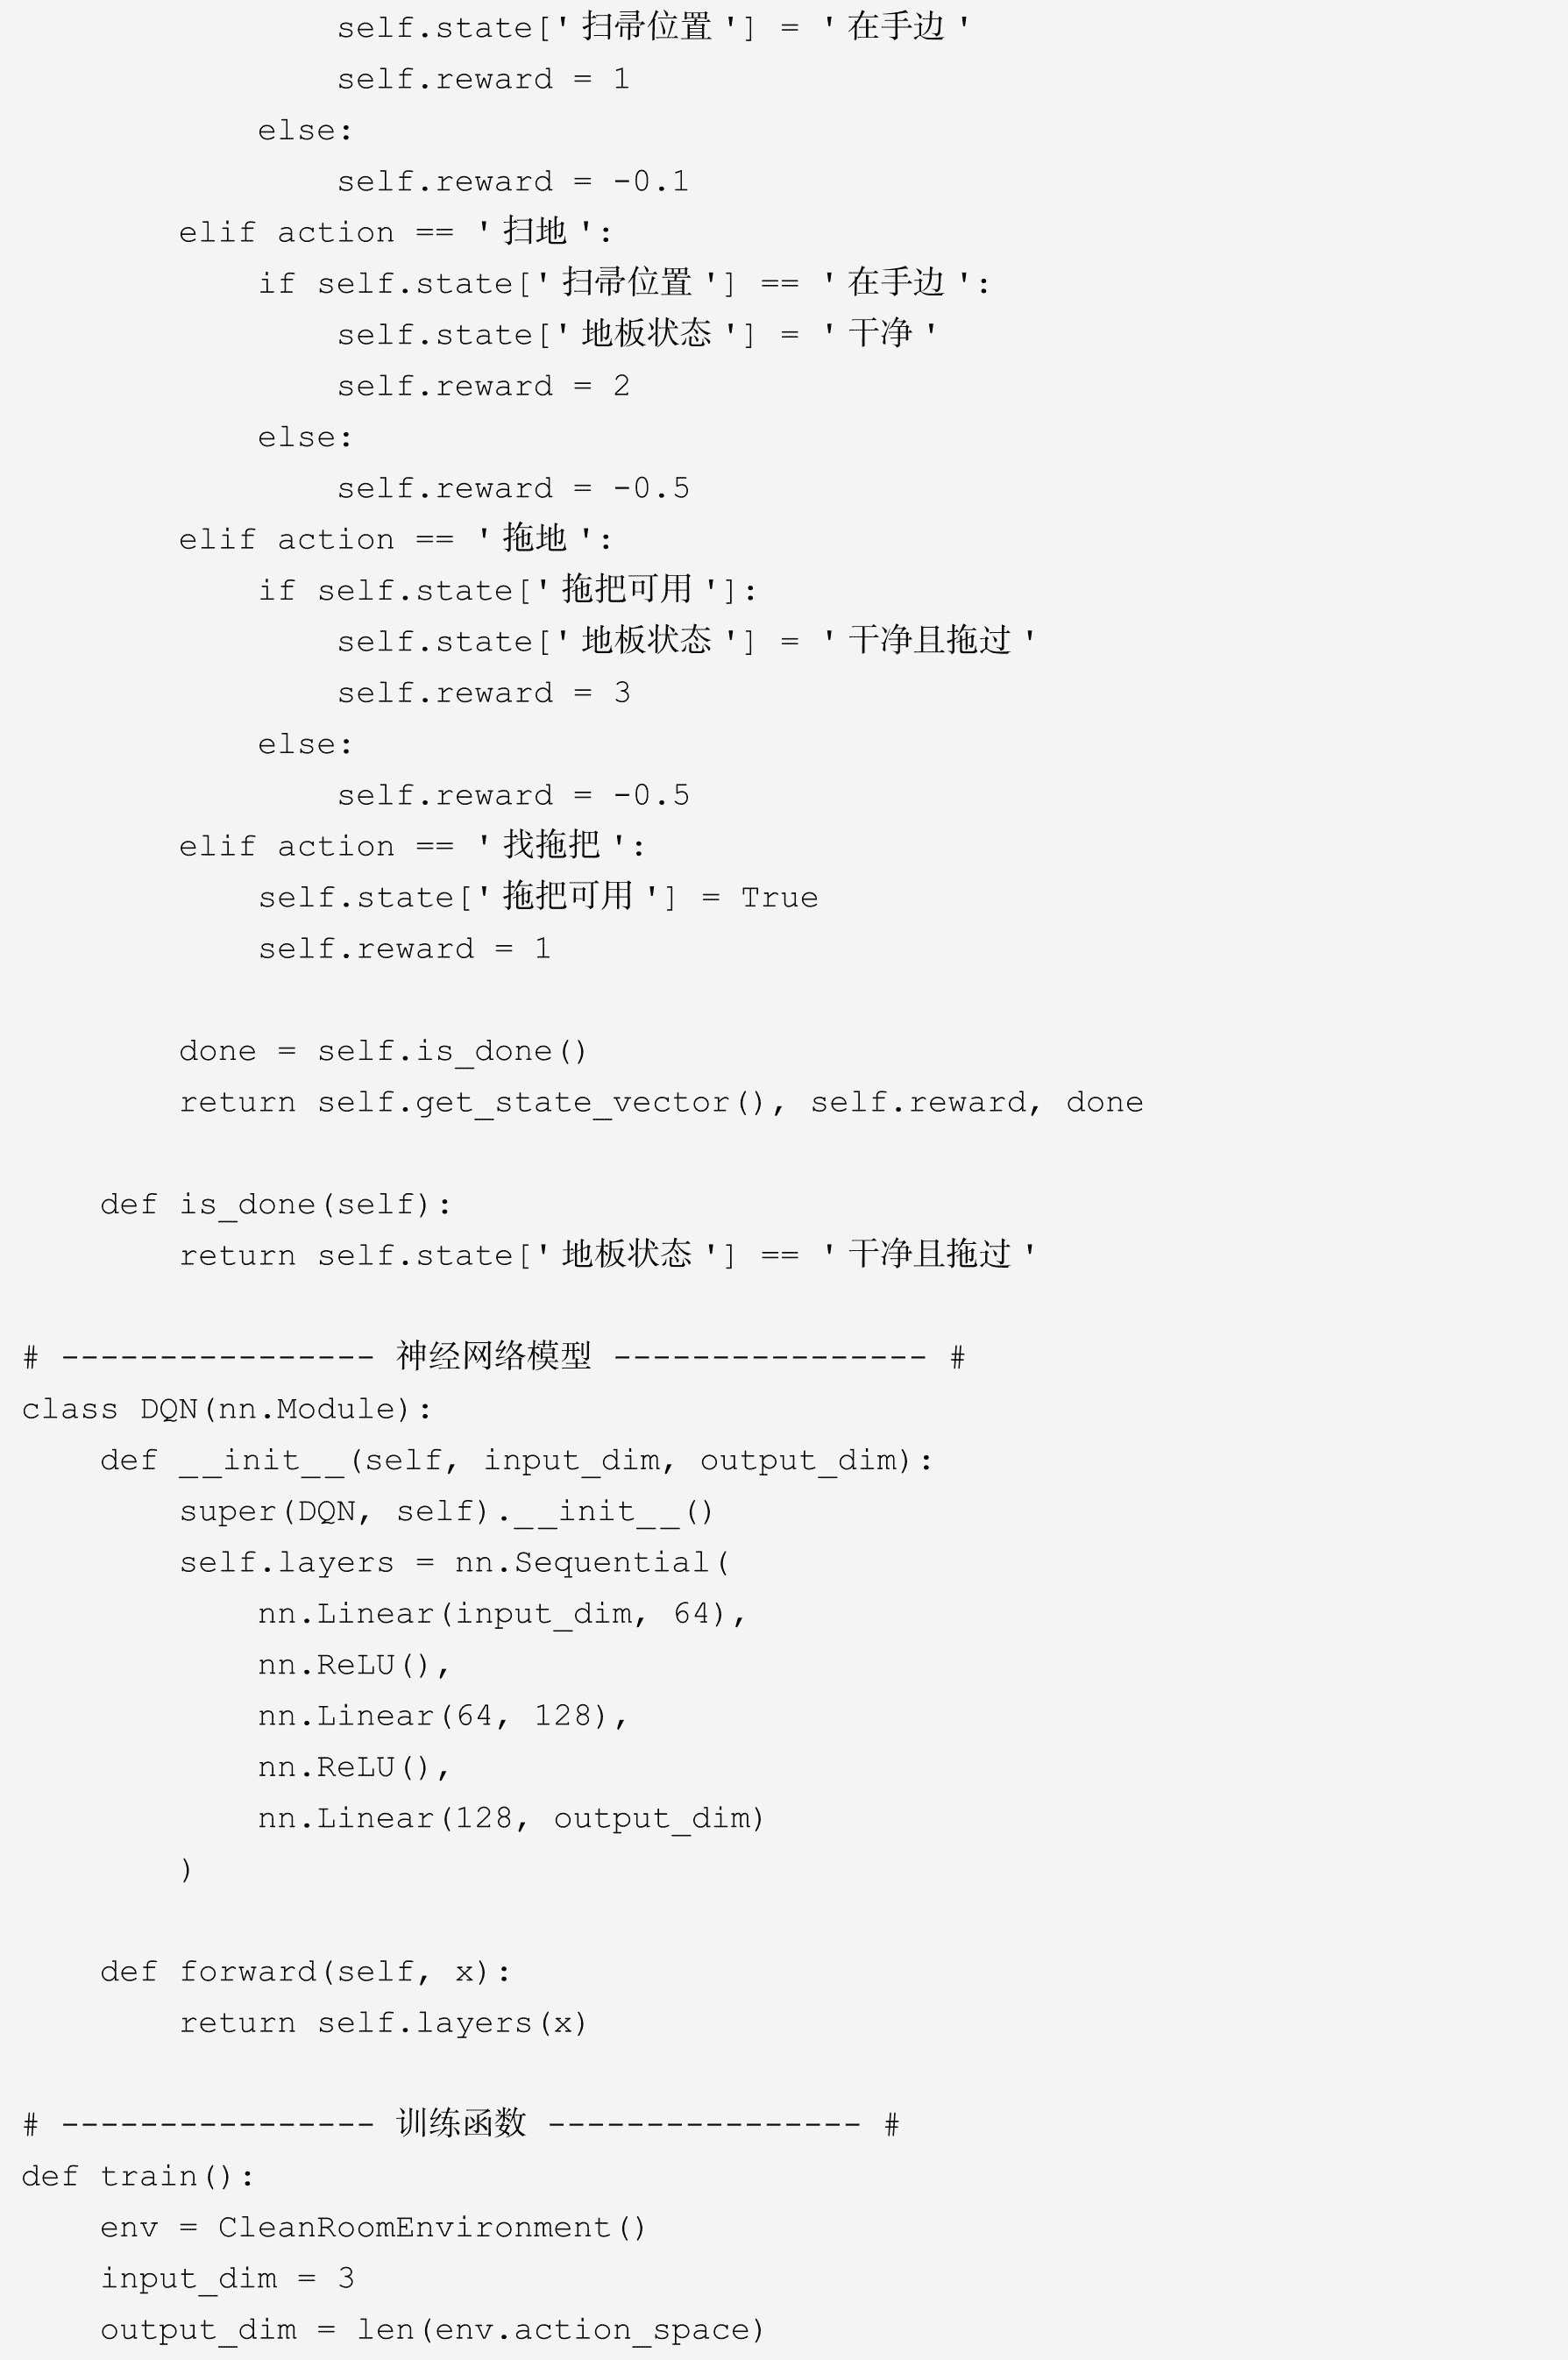 self.state['扫帚位置'] = '在手边'
                self.reward = 1
            else:
                self.reward = -0.1
        elif action == '扫地':
            if self.state['扫帚位置'] == '在手边':
                self.state['地板状态'] = '干净'
                self.reward = 2
            else:
                self.reward = -0.5
        elif action == '拖地':
            if self.state['拖把可用']:
                self.state['地板状态'] = '干净且拖过'
                self.reward = 3
            else:
                self.reward = -0.5
        elif action == '找拖把':
            self.state['拖把可用'] = True
            self.reward = 1

        done = self.is_done()
        return self.get_state_vector(), self.reward, done

    def is_done(self):
        return self.state['地板状态'] == '干净且拖过'

# ---------------- 神经网络模型 ---------------- #
class DQN(nn.Module):
    def __init__(self, input_dim, output_dim):
        super(DQN, self).__init__()
        self.layers = nn.Sequential(
            nn.Linear(input_dim, 64),
            nn.ReLU(),
            nn.Linear(64, 128),
            nn.ReLU(),
            nn.Linear(128, output_dim)
        )

    def forward(self, x):
        return self.layers(x)

# ---------------- 训练函数 ---------------- #
def train():
    env = CleanRoomEnvironment()
    input_dim = 3
    output_dim = len(env.action_space)